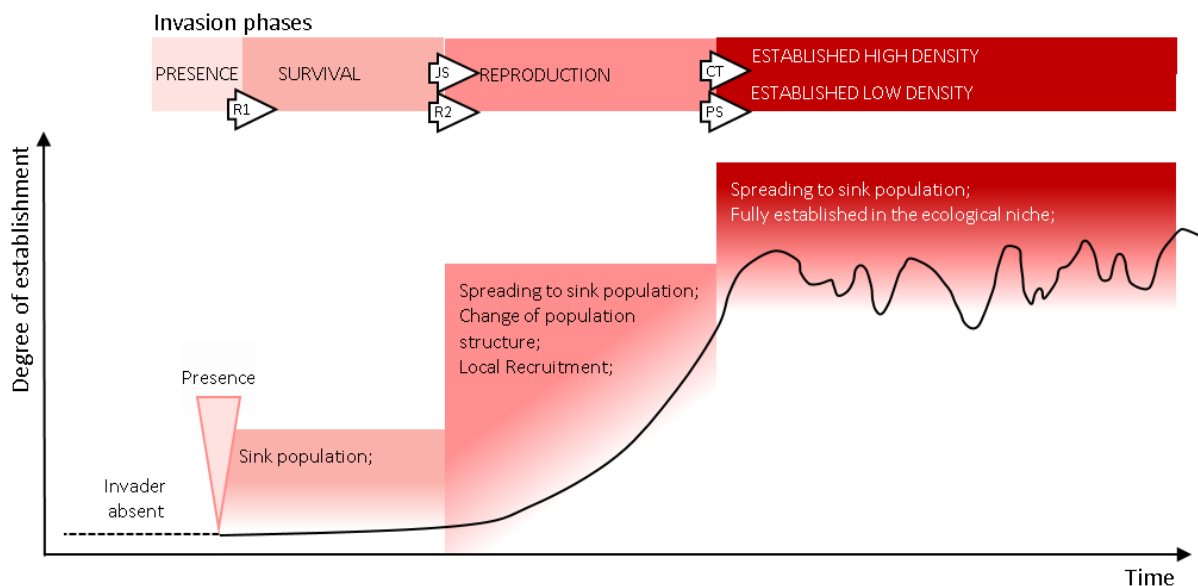 Invasion phases
PRESENCE
SURVIVAL
REPRODUCTION
ESTABLISHED HIGH DENSITY
ESTABLISHED LOW DENSITY
R1
JS
R2
CT
PS
Degree of establishment
Spreading to sink population;
Fully established in the ecological niche;
Spreading to sink population;
Change of population
structure;
Local Recruitment;
Presence
Sink population;
Invader
absent
Time